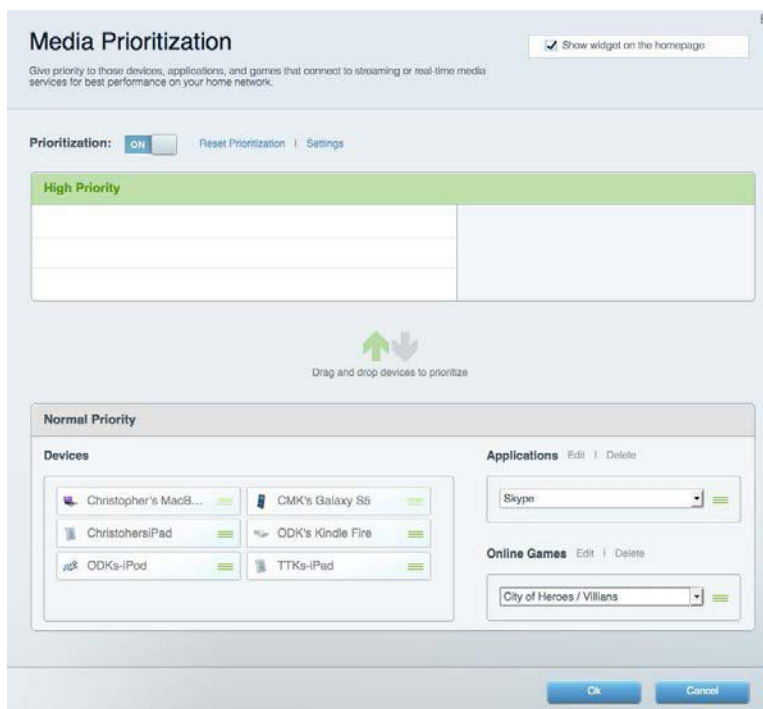 Media Prioritization
Show widget on the homepage
Give priority to those devices, applications, and games that connect to streaming or real-time media
services for best performance on your home network.
Prioritization: ON Reset Prioritization | Settings
High Priority
Drag and drop devices to prioritize
Normal Priority
Devices
Christopher's MacB...
CMK's Galaxy S5
ChristohersiPad
ODK's Kindle Fire
ODKs-iPod
TTKs-iPad
Applications Edit | Delete
Skype
Online Games Edit | Delete
City of Heroes / Villians
Ok
Cancel